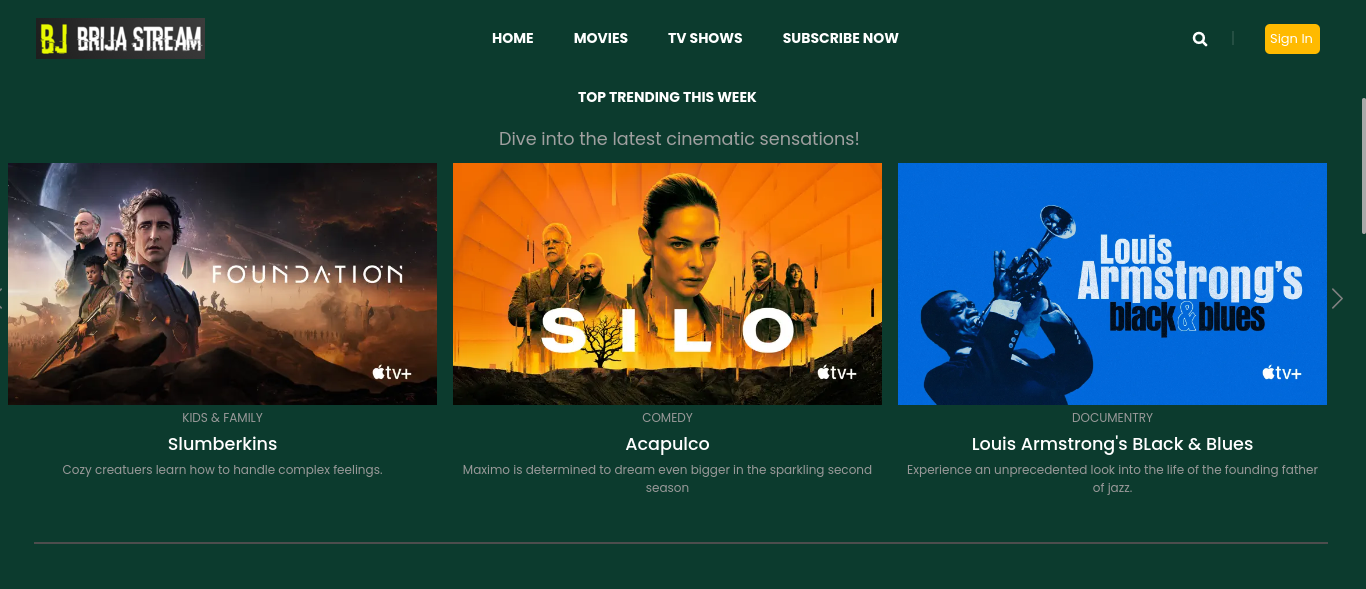 BJ BRIJA STREAM
HOME MOVIES TV SHOWS SUBSCRIBE NOW
Sign In
TOP TRENDING THIS WEEK
Dive into the latest cinematic sensations!
FOUNDATION
tv+
SILO
tv+
Louis
Armstrong's
black&blues
tv+
KIDS & FAMILY
Slumberkins
Cozy creatuers learn how to handle complex feelings.
COMEDY
Acapulco
Maximo is determined to dream even bigger in the sparkling second
season
DOCUMENTRY
Louis Armstrong's BLack & Blues
Experience an unprecedented look into the life of the founding father
of jazz.